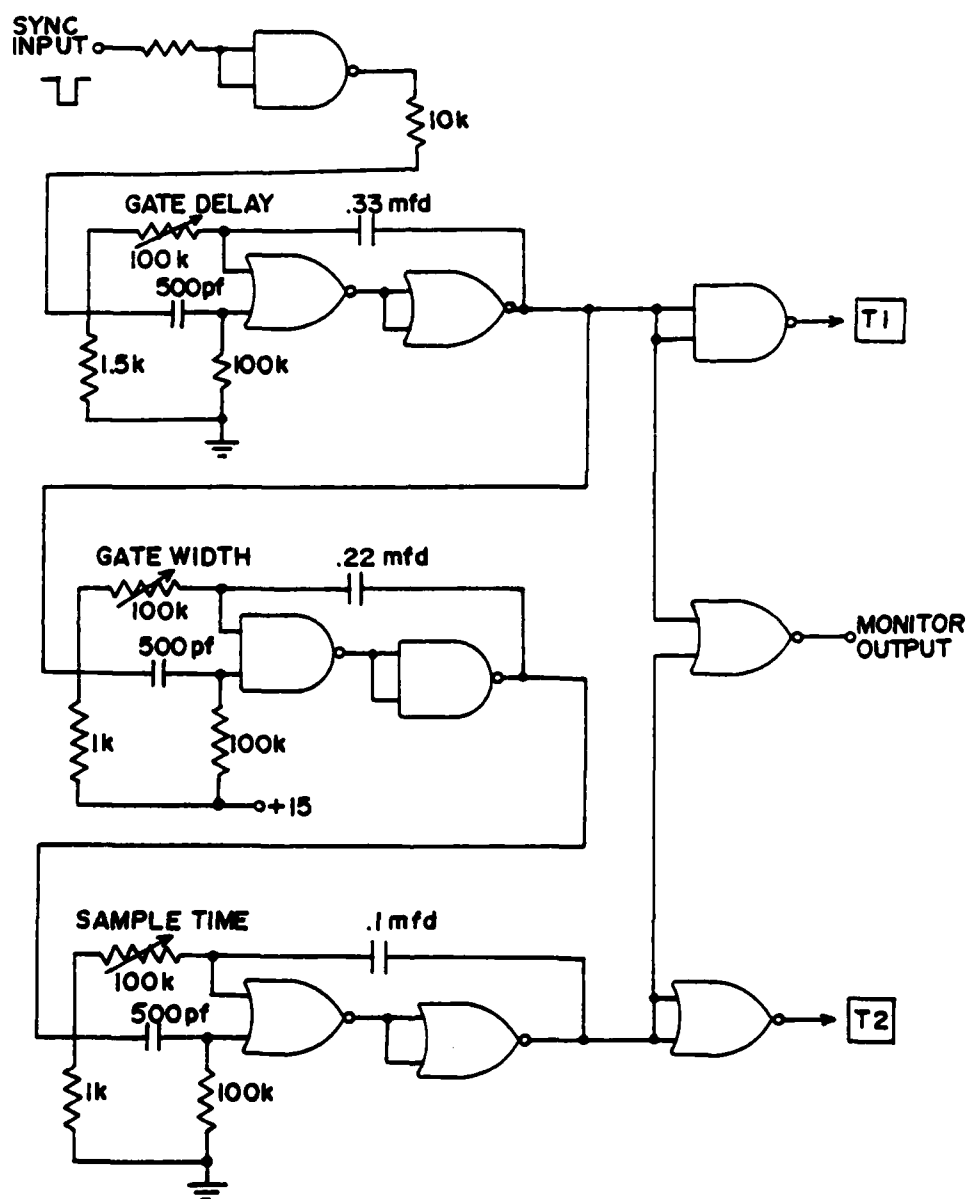 SYNC
INPUT
10k
GATE DELAY
.33 mfd
100k
500pf
1.5k
100k
T1
GATE WIDTH
.22 mfd
100k
500 pf
1k
100k
+15
MONITOR
OUTPUT
SAMPLE TIME
.1 mfd
100k
500pf
1k
100k
T2